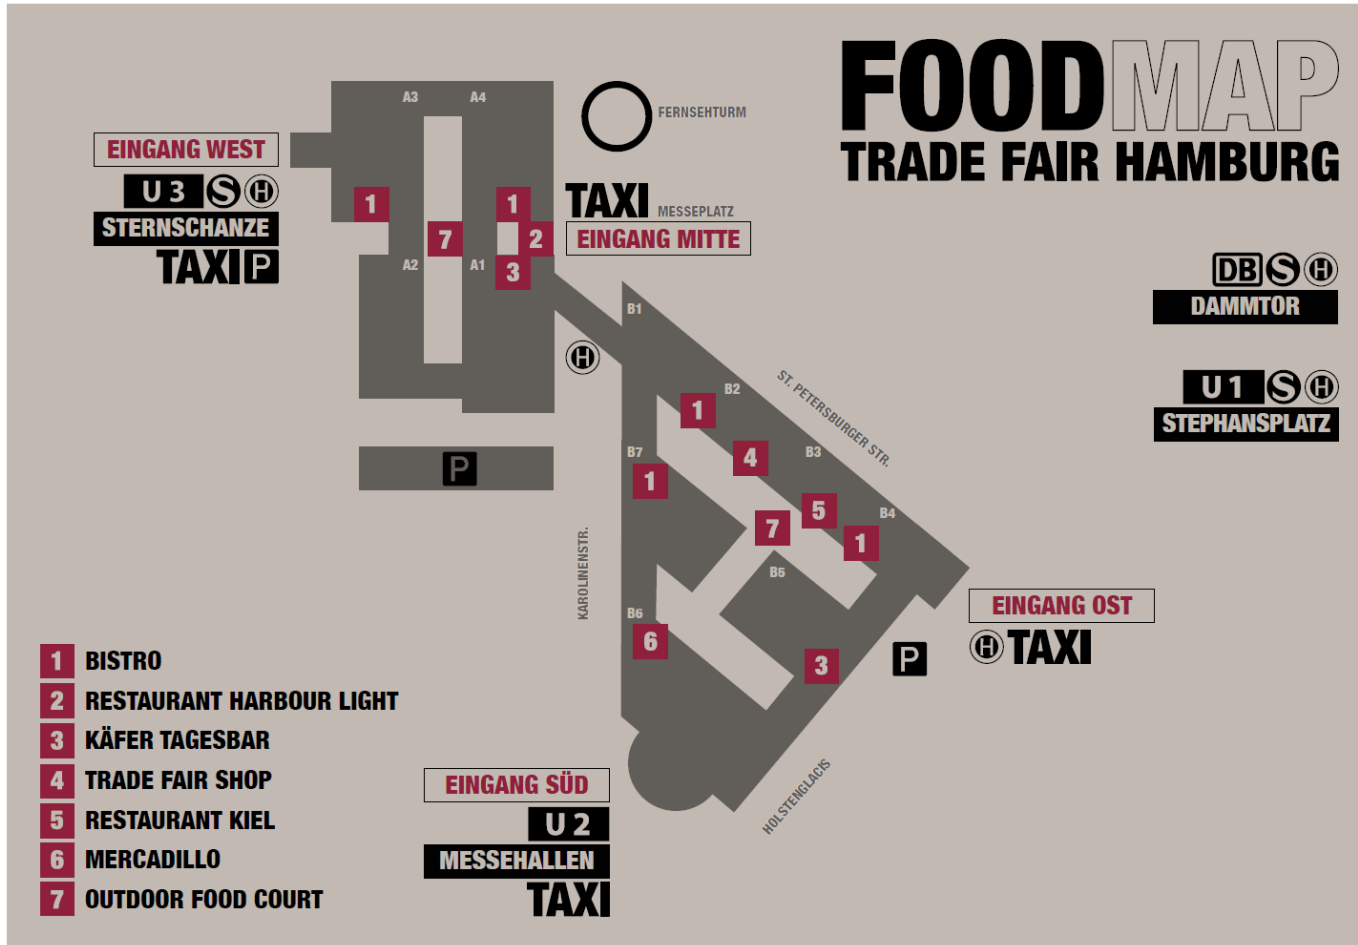 FOODMAP
TRADE FAIR HAMBURG
A3
A4
FERNSEHTURM
EINGANG WEST
U 3 S H
STERNSCHANZE
TAXI P
1
1
7
2
3
A2
A1
TAXI
MESSEPLATZ
EINGANG MITTE
DB S H
DAMMTOR
U 1 S H
STEPHANSPLATZ
H
B1
B2
ST. PETERSBURGER STR.
1
4
B3
B7
1
P
5
B4
7
1
KAROLINENSTR.
B5
B6
6
3
P
EINGANG OST
H TAXI
HOLSTENGLACIS
EINGANG SÜD
U 2
MESSEHALLEN
TAXI
1 BISTRO
2 RESTAURANT HARBOUR LIGHT
3 KÄFER TAGESBAR
4 TRADE FAIR SHOP
5 RESTAURANT KIEL
6 MERCADILLO
7 OUTDOOR FOOD COURT